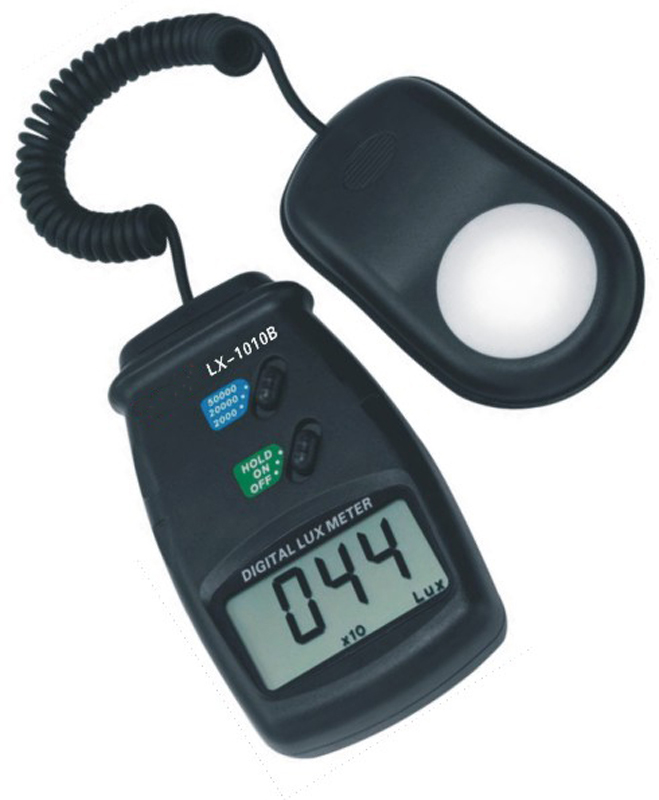 LX-1010B
50000
20000
2000
HOLD
ON
OFF
DIGITAL LUX METER
044
x10
Lux